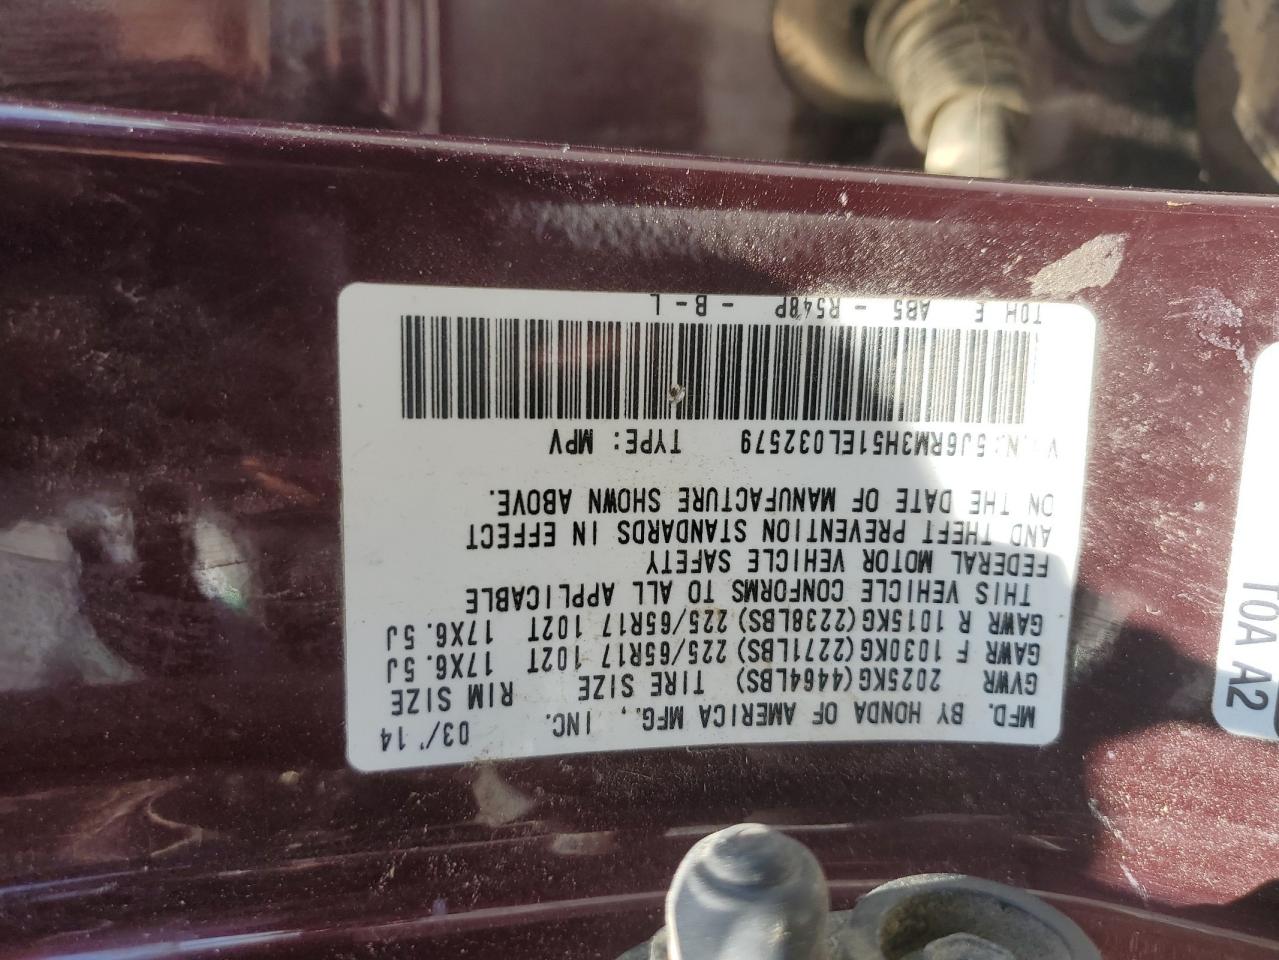 MFD. BY HONDA OF AMERICA MFG., INC. 03/'14
GVWR 2025KG(4464LBS) TIRE SIZE RIM SIZE
GAWR F 1030KG(2271LBS) 225/65R17 102T 17X6.5J
GAWR R 1015KG(2238LBS) 225/65R17 102T 17X6.5J
THIS VEHICLE CONFORMS TO ALL APPLICABLE
FEDERAL MOTOR VEHICLE SAFETY
AND THEFT PREVENTION STANDARDS IN EFFECT
ON THE DATE OF MANUFACTURE SHOWN ABOVE.
V.I.N:5J6RM3H51EL032579 TYPE: MPV
T0H E A85 - R548P - B-L
T0A A2